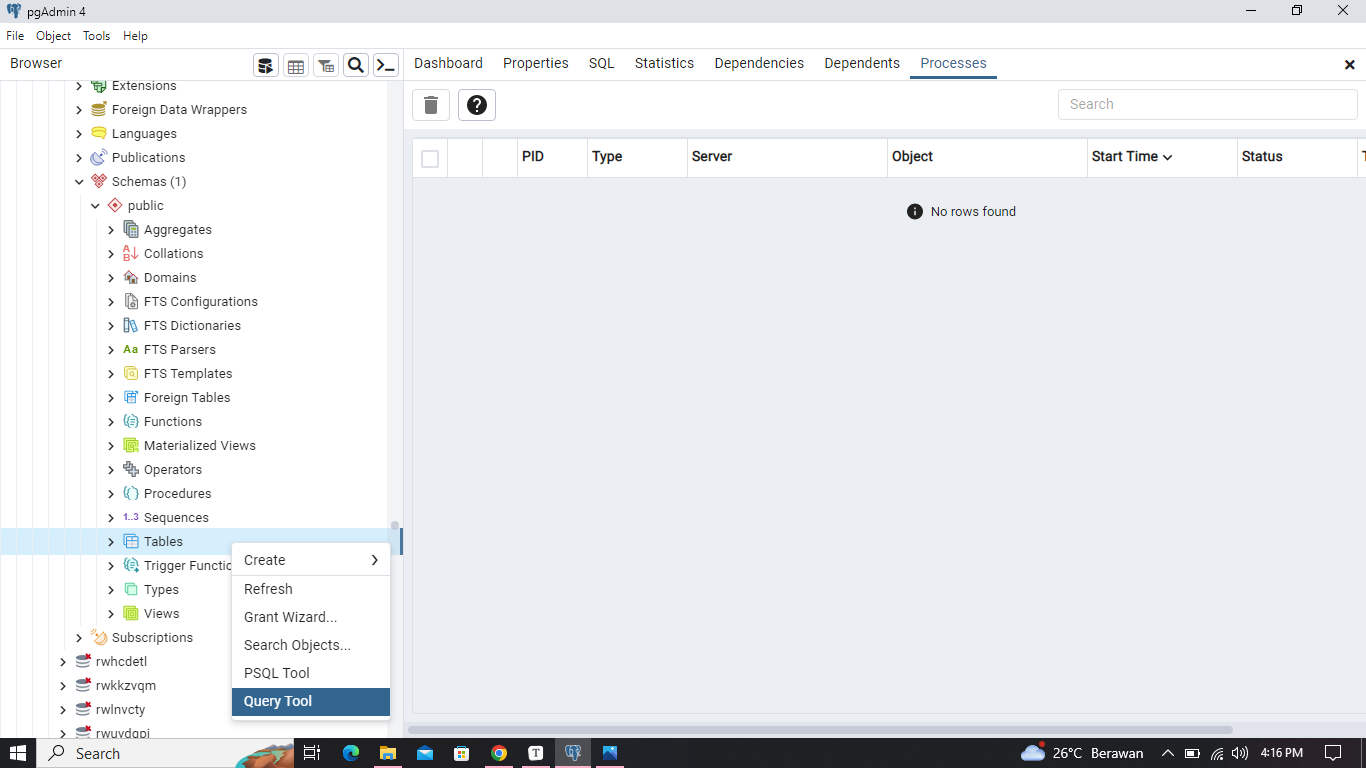 pgAdmin 4
File Object Tools Help
Browser
Dashboard Properties SQL Statistics Dependencies Dependents Processes
Extensions
Foreign Data Wrappers
Languages
Publications
Schemas (1)
public
Aggregates
Collations
Domains
FTS Configurations
FTS Dictionaries
Aa FTS Parsers
FTS Templates
Foreign Tables
Functions
Materialized Views
Operators
Procedures
1..3 Sequences
Tables
Trigger Functio
Types
Views
Subscriptions
rwhcdetl
rwkkzvqm
rwlnvcty
rwuvdqpi
Create
Refresh
Grant Wizard...
Search Objects...
PSQL Tool
Query Tool
Search
PID Type Server Object Start Time Status
No rows found
Search
26°C Berawan 4:16 PM